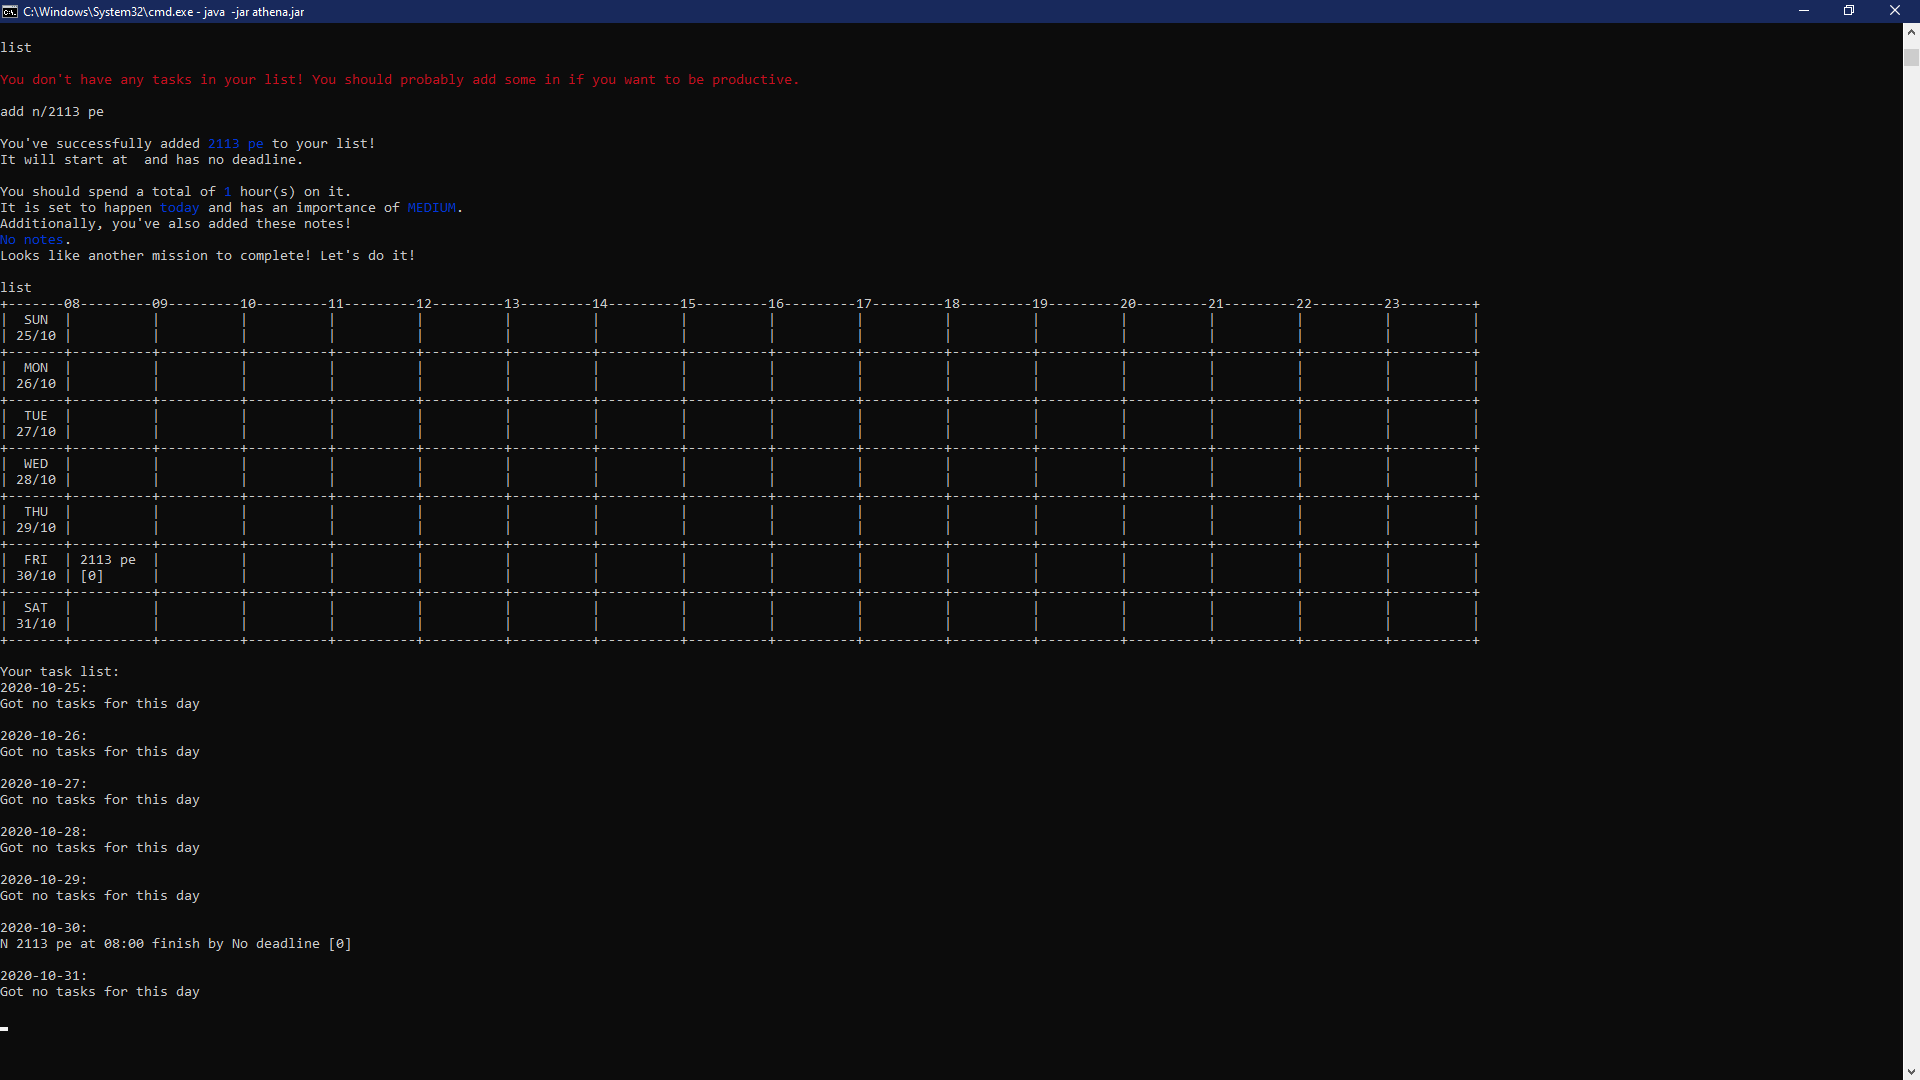 C:\Windows\System32\cmd.exe - java  -jar athena.jar
list
You don't have any tasks in your list! You should probably add some in if you want to be productive.
add n/2113 pe
You've successfully added 2113 pe to your list!
It will start at  and has no deadline.
You should spend a total of 1 hour(s) on it.
It is set to happen today and has an importance of MEDIUM.
Additionally, you've also added these notes!
No notes.
Looks like another mission to complete! Let's do it!
list
+-------08---------09---------10---------11---------12---------13---------14---------15---------16---------17---------18---------19---------20---------21---------22---------23---------+
|  SUN  |          |          |          |          |          |          |          |          |          |          |          |          |          |          |          |          |
| 25/10 |          |          |          |          |          |          |          |          |          |          |          |          |          |          |          |          |
+-------+----------+----------+----------+----------+----------+----------+----------+----------+----------+----------+----------+----------+----------+----------+----------+----------+
|  MON  |          |          |          |          |          |          |          |          |          |          |          |          |          |          |          |          |
| 26/10 |          |          |          |          |          |          |          |          |          |          |          |          |          |          |          |          |
+-------+----------+----------+----------+----------+----------+----------+----------+----------+----------+----------+----------+----------+----------+----------+----------+----------+
|  TUE  |          |          |          |          |          |          |          |          |          |          |          |          |          |          |          |          |
| 27/10 |          |          |          |          |          |          |          |          |          |          |          |          |          |          |          |          |
+-------+----------+----------+----------+----------+----------+----------+----------+----------+----------+----------+----------+----------+----------+----------+----------+----------+
|  WED  |          |          |          |          |          |          |          |          |          |          |          |          |          |          |          |          |
| 28/10 |          |          |          |          |          |          |          |          |          |          |          |          |          |          |          |          |
+-------+----------+----------+----------+----------+----------+----------+----------+----------+----------+----------+----------+----------+----------+----------+----------+----------+
|  THU  |          |          |          |          |          |          |          |          |          |          |          |          |          |          |          |          |
| 29/10 |          |          |          |          |          |          |          |          |          |          |          |          |          |          |          |          |
+-------+----------+----------+----------+----------+----------+----------+----------+----------+----------+----------+----------+----------+----------+----------+----------+----------+
|  FRI  | 2113 pe  |          |          |          |          |          |          |          |          |          |          |          |          |          |          |          |
| 30/10 | [0]      |          |          |          |          |          |          |          |          |          |          |          |          |          |          |          |
+-------+----------+----------+----------+----------+----------+----------+----------+----------+----------+----------+----------+----------+----------+----------+----------+----------+
|  SAT  |          |          |          |          |          |          |          |          |          |          |          |          |          |          |          |          |
| 31/10 |          |          |          |          |          |          |          |          |          |          |          |          |          |          |          |          |
+-------+----------+----------+----------+----------+----------+----------+----------+----------+----------+----------+----------+----------+----------+----------+----------+----------+
Your task list:
2020-10-25:
Got no tasks for this day
2020-10-26:
Got no tasks for this day
2020-10-27:
Got no tasks for this day
2020-10-28:
Got no tasks for this day
2020-10-29:
Got no tasks for this day
2020-10-30:
N 2113 pe at 08:00 finish by No deadline [0]
2020-10-31:
Got no tasks for this day